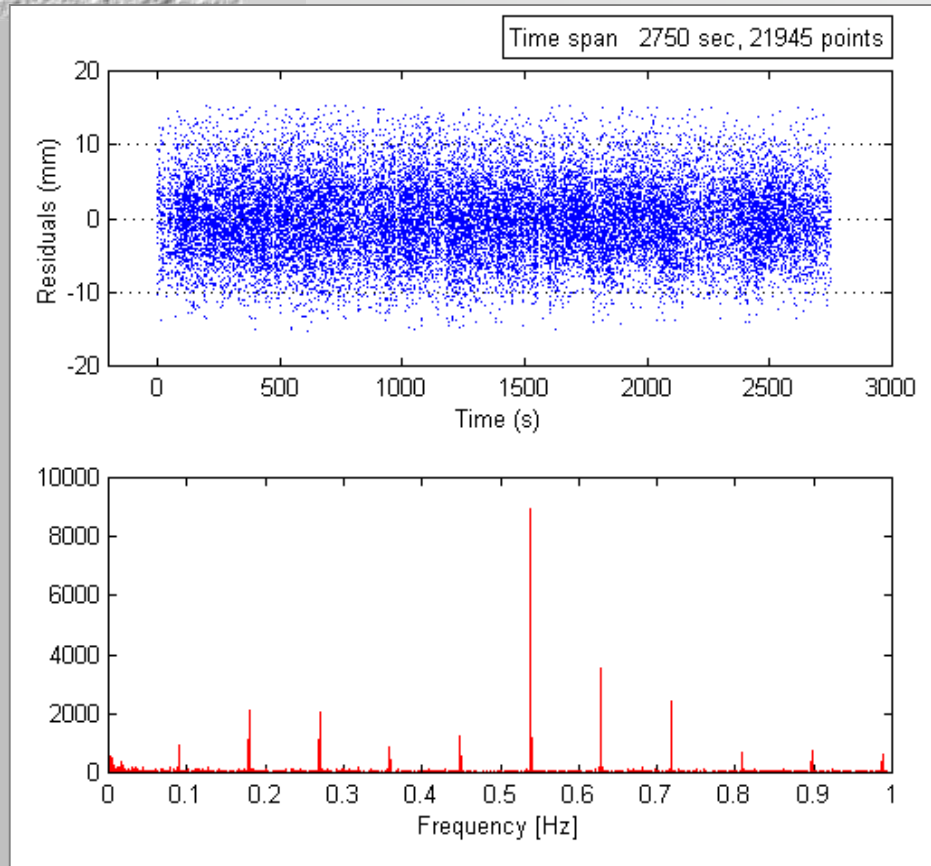 Time span 2750 sec, 21945 points
20
10
0
-10
-20
Residuals (mm)
0 500 1000 1500 2000 2500 3000
Time (s)
10000
8000
6000
4000
2000
0
0 0.1 0.2 0.3 0.4 0.5 0.6 0.7 0.8 0.9 1
Frequency [Hz]